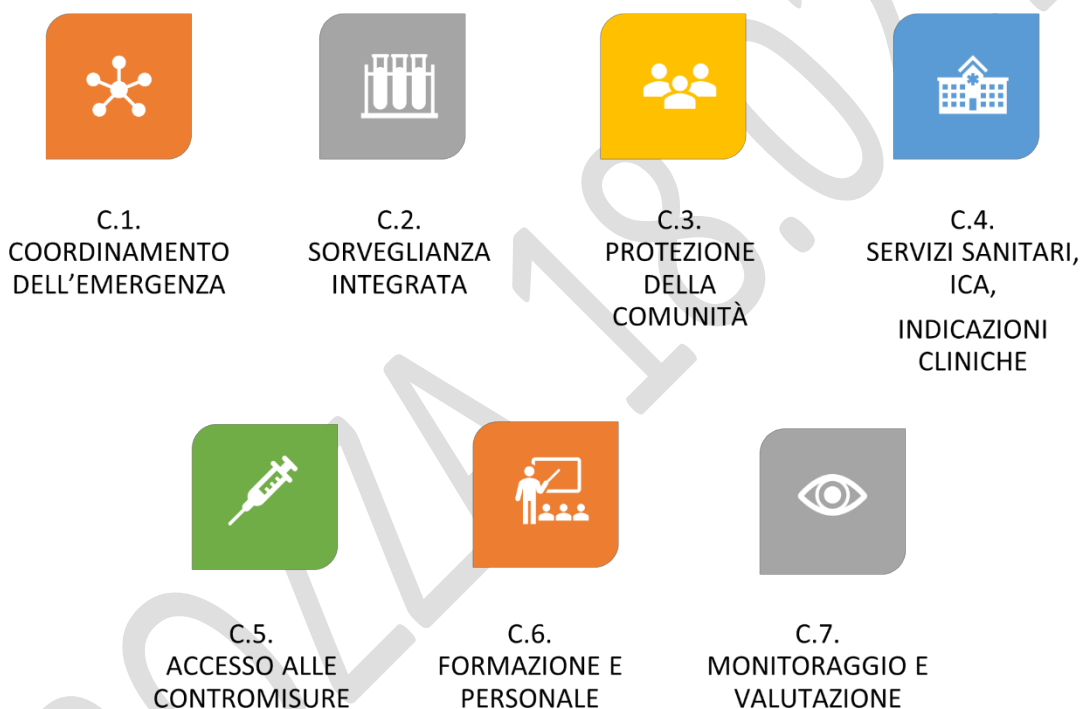 C.1.
COORDINAMENTO
DELL’EMERGENZA
C.2.
SORVEGLIANZA
INTEGRATA
C.3.
PROTEZIONE
DELLA
COMUNITÀ
C.4.
SERVIZI SANITARI,
ICA,
INDICAZIONI
CLINICHE
C.5.
ACCESSO ALLE
CONTROMISURE
C.6.
FORMAZIONE E
PERSONALE
C.7.
MONITORAGGIO E
VALUTAZIONE